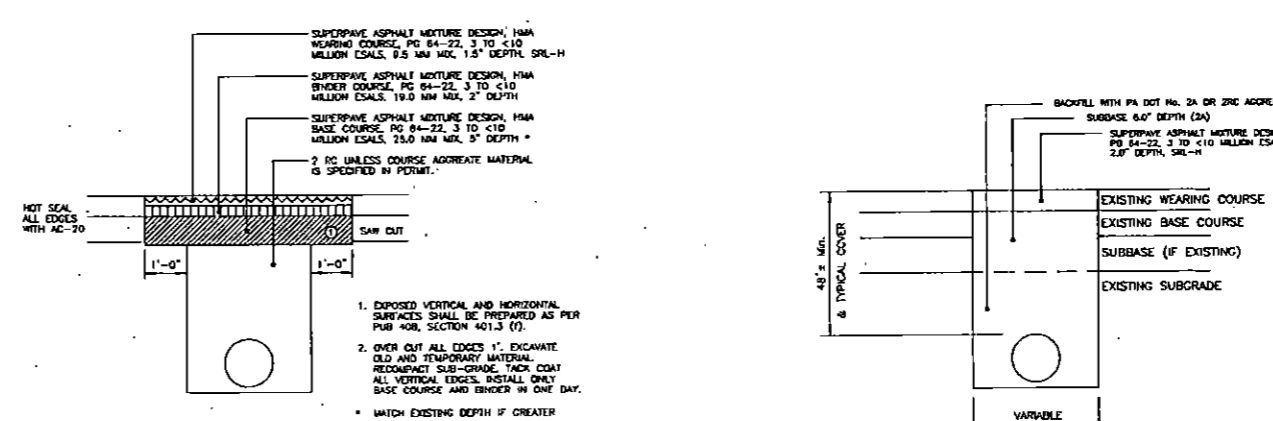 SUPERPAVE ASPHALT MIXTURE DESIGN, HMA
WEARING COURSE, PG 64-22, 3 TO <10
MILLION ESALS, 9.5 MM MIX, 1.5" DEPTH, SRL-H
SUPERPAVE ASPHALT MIXTURE DESIGN, HMA
BINDER COURSE, PG 64-22, 3 TO <10
MILLION ESALS, 19.0 MM MIX, 2" DEPTH
SUPERPAVE ASPHALT MIXTURE DESIGN, HMA
BASE COURSE, PG 64-22, 3 TO <10
MILLION ESALS, 25.0 MM MIX, 5" DEPTH *
2 RC UNLESS COURSE AGGREATE MATERIAL
IS SPECIFIED IN PERMIT.
HOT SEAL
ALL EDGES
WITH AC-20
1
SAW CUT
1'-0"
1'-0"
1. EXPOSED VERTICAL AND HORIZONTAL
SURFACES SHALL BE PREPARED AS PER
PUB 408, SECTION 401.3 (f).
2. OVER CUT ALL EDGES 1'. EXCAVATE
OLD AND TEMPORARY MATERIAL.
RECOMPACT SUB-GRADE, TACK COAT
ALL VERTICAL EDGES. INSTALL ONLY
BASE COURSE AND BINDER IN ONE DAY.
* MATCH EXISTING DEPTH IF GREATER
BACKFILL WITH PA DOT No. 2A OR 2RC AGGRE
SUBBASE 6.0" DEPTH (2A)
SUPERPAVE ASPHALT MIXTURE DES
PG 64-22, 3 TO <10 MILLION ESA
2.0" DEPTH, SRL-H
EXISTING WEARING COURSE
EXISTING BASE COURSE
SUBBASE (IF EXISTING)
EXISTING SUBGRADE
48"± Min.
& TYPICAL COVER
VARIABLE